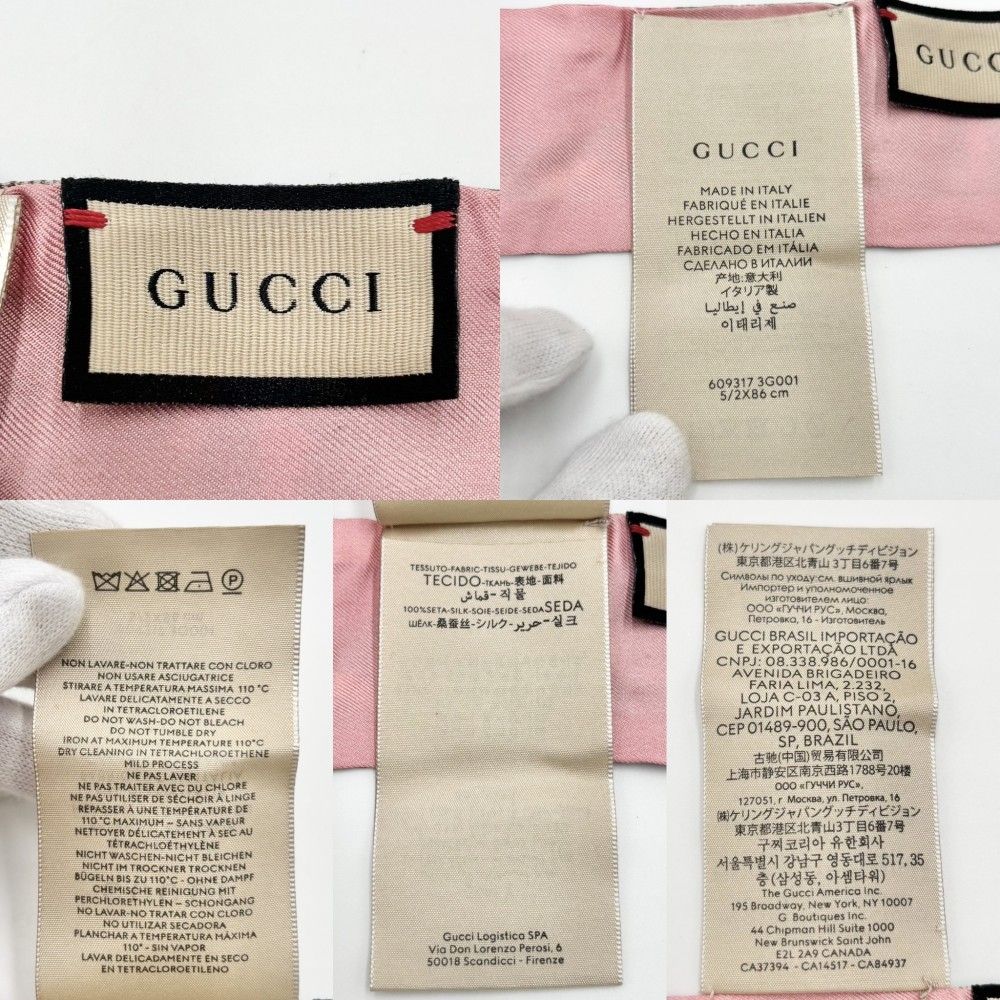 GUCCI
GUCC
GUCCI
MADE IN ITALY
FABRIQUÉ EN ITALIE
HERGESTELLT IN ITALIEN
HECHO EN ITALIA
FABRICADO EM ITÁLIA
СДЕЛАНО В ИТАЛИИ
产地:意大利
イタリア製
صنع في إيطاليا
이태리제
609317 3G001
5/2X86 cm
NON LAVARE-NON TRATTARE CON CLORO
NON USARE ASCIUGATRICE
STIRARE A TEMPERATURA MASSIMA 110 °C
LAVARE DELICATAMENTE A SECCO
IN TETRACLOROETILENE
DO NOT WASH-DO NOT BLEACH
DO NOT TUMBLE DRY
IRON AT MAXIMUM TEMPERATURE 110°C
DRY CLEANING IN TETRACHLOROETHENE
MILD PROCESS
NE PAS LAVER
NE PAS TRAITER AVEC DU CHLORE
NE PAS UTILISER DE SÉCHOIR À LINGE
REPASSER À UNE TEMPÉRATURE DE
110 °C MAXIMUM - SANS VAPEUR
NETTOYER DÉLICATEMENT À SEC AU
TÉTRACHLOÉTHYLÈNE
NICHT WASCHEN-NICHT BLEICHEN
NICHT IM TROCKNER TROCKNEN
BÜGELN BIS ZU 110°C - OHNE DAMPF
CHEMISCHE REINIGUNG MIT
PERCHLORETHYLEN - SCHONGANG
NO LAVAR-NO TRATAR CON CLORO
NO UTILIZAR SECADORA
PLANCHAR A TEMPERATURA MÁXIMA
110° - SIN VAPOR
LAVAR DELICADAMENTE EN SECO
EN TETRACLOROETILENO
TESSUTO-FABRIC-TISSU-GEWEBE-TEJIDO
TECIDO-ТКАНЬ-表地-面料
قماش-직물
100%SETA-SILK-SOIE-SEIDE-SEDA SEDA
ШЁЛК-桑蚕丝-シルク-حرير-실크
Gucci Logistica SPA
Via Don Lorenzo Perosi, 6
50018 Scandicci - Firenze
(株)ケリングジャパングッチディビジョン
東京都港区北青山3丁目6番7号
Символы по уходу:см. вшивной ярлык
Импортер и уполномоченное
изготовителем лицо:
ООО «ГУЧЧИ РУС», Москва,
Петровка, 16 - Изготовитель
GUCCI BRASIL IMPORTAÇÃO
E EXPORTAÇÃO LTDA
CNPJ: 08.338.986/0001-16
AVENIDA BRIGADEIRO
FARIA LIMA, 2.232,
LOJA C-03 A, PISO 2,
JARDIM PAULISTANO,
CEP 01489-900, SÃO PAULO,
SP, BRAZIL
古驰(中国)贸易有限公司
上海市静安区南京西路1788号20楼
ООО «ГУЧЧИ РУС»,
127051, г Москва, ул. Петровка, 16
(株)ケリングジャパングッチディビジョン
東京都港区北青山3丁目6番7号
구찌코리아 유한회사
서울특별시 강남구 영동대로 517, 35
층 (삼성동, 아셈타워)
The Gucci America Inc.
195 Broadway, New York, NY 10007
G. Boutiques Inc.
44 Chipman Hill Suite 1000
New Brunswick Saint John
E2L 2A9 CANADA
CA37394 - CA14517 - CA84937